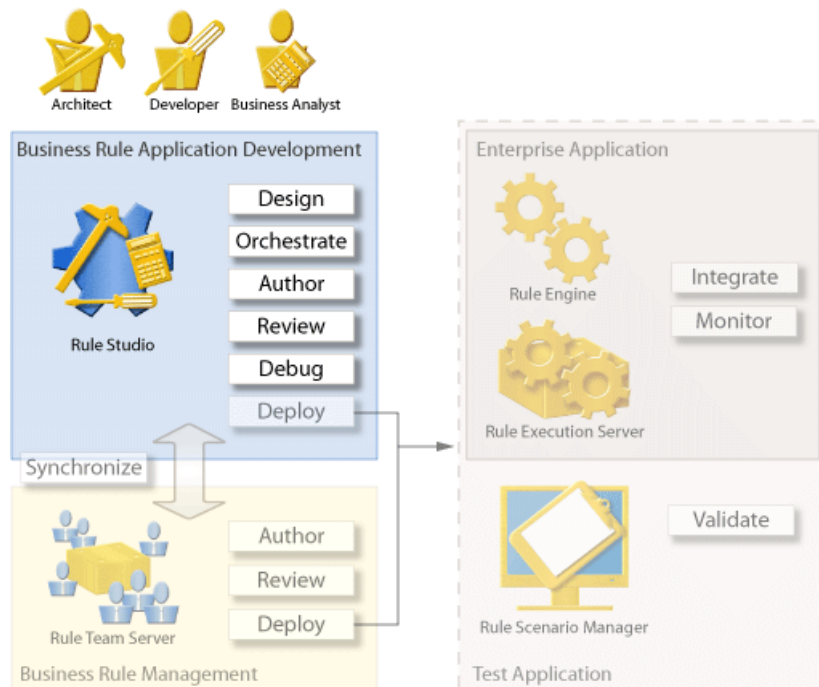 Architect
Developer
Business Analyst
Business Rule Application Development
Design
Orchestrate
Author
Review
Debug
Deploy
Rule Studio
Synchronize
Author
Review
Deploy
Rule Team Server
Business Rule Management
Enterprise Application
Rule Engine
Integrate
Monitor
Rule Execution Server
Validate
Rule Scenario Manager
Test Application